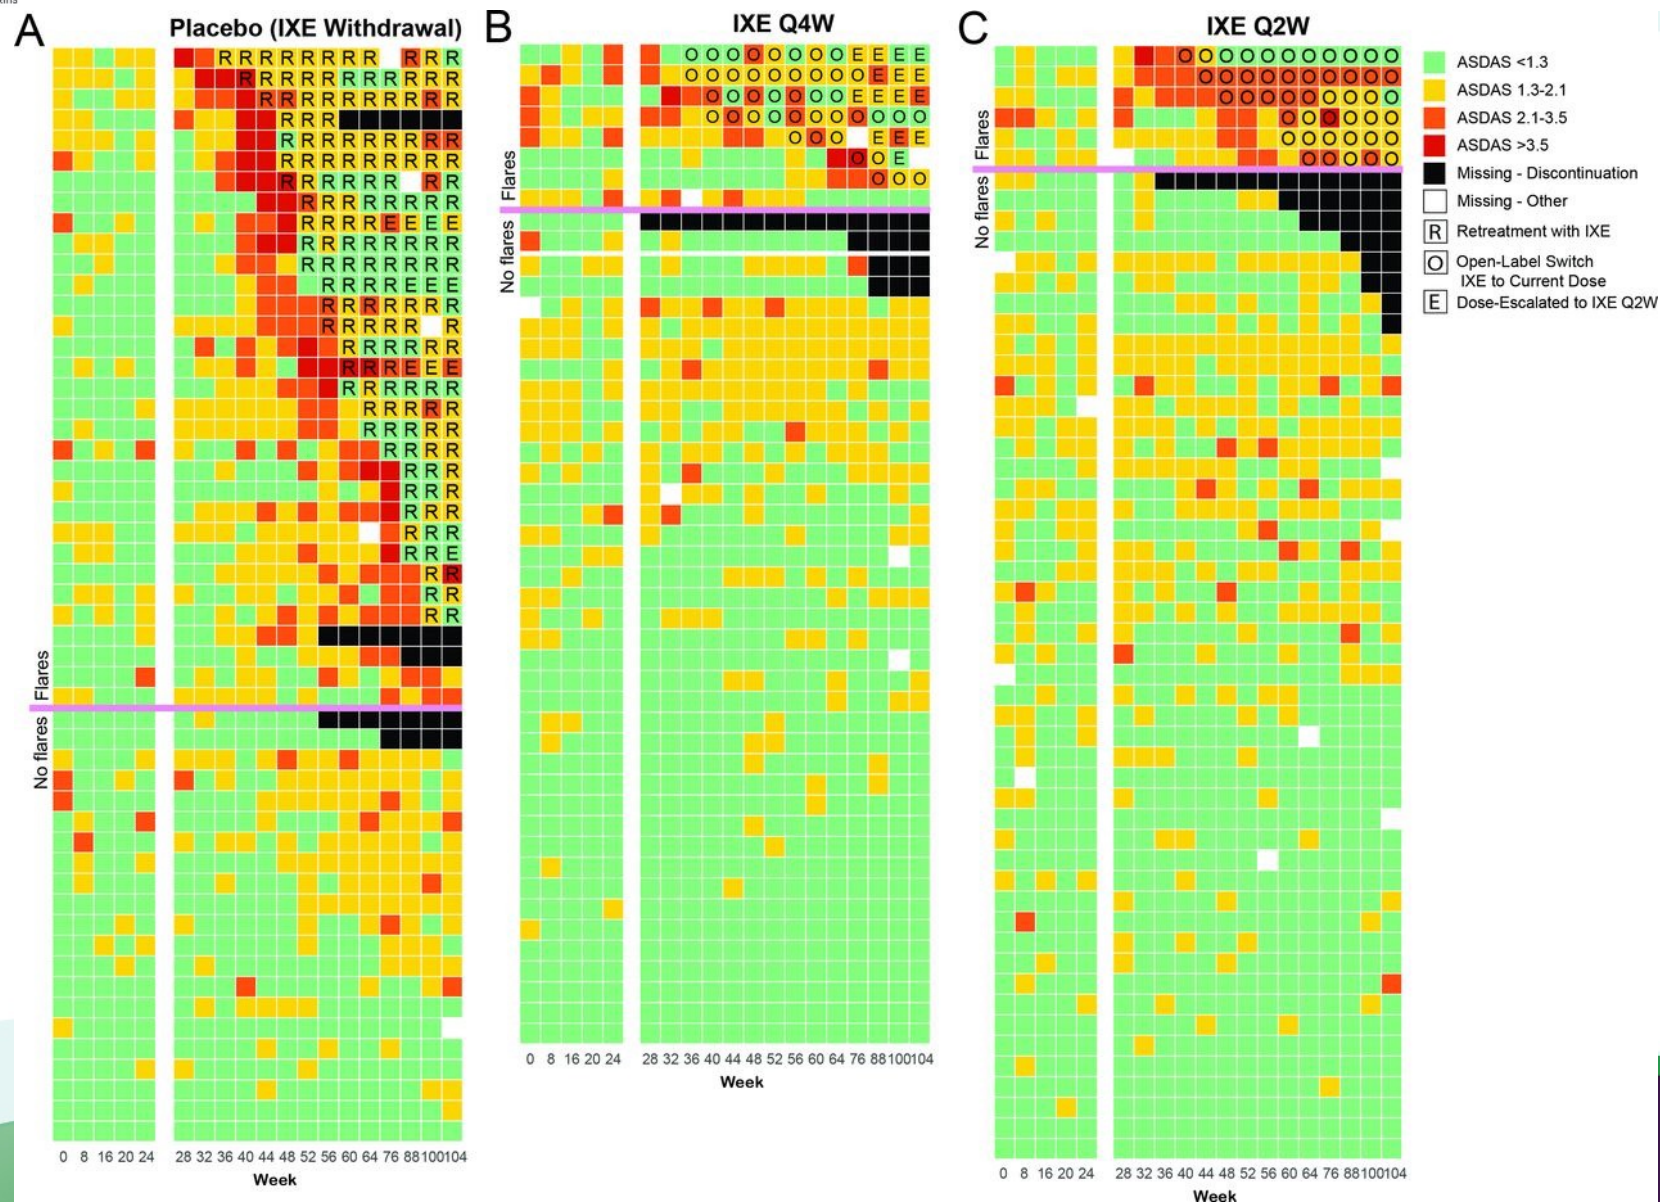 A
Placebo (IXE Withdrawal)
R R R R R R R R R R R
R R R R R R R R R R R
R R R R R R R R R R
R R R
R R R R R R R R R
R R R R R R R R R
R R R R R R R R
R R R R R R R R
R R R R E E E E
R R R R R R R R
R R R R R R R R
R R R R E E E
R R R R R R R
R R R R R R
R R R R R R
R R R E E E
R R R R R R
R R R R R
R R R R R
R R R R
R R R
R R R
R R R
R R R
R R E
R R
R R
R R
Flares
No flares
0 8 16 20 24 28 32 36 40 44 48 52 56 60 64 76 88 100 104
Week
B
IXE Q4W
O O O O O O O O E E E E
O O O O O O O O O E E E
O O O O O O O E E E E
O O O O O O O O O O O
O O O E E E
O O E
O O O
Flares
No flares
0 8 16 20 24 28 32 36 40 44 48 52 56 60 64 76 88 100 104
Week
C
IXE Q2W
O O O O O O O O O O O
O O O O O O O O O O
O O O O O O O O O
O O O O O O
O O O O O O
O O O O O
Flares
No flares
0 8 16 20 24 28 32 36 40 44 48 52 56 60 64 76 88 100 104
Week
ASDAS <1.3
ASDAS 1.3-2.1
ASDAS 2.1-3.5
ASDAS >3.5
Missing - Discontinuation
Missing - Other
R Retreatment with IXE
O Open-Label Switch
IXE to Current Dose
E Dose-Escalated to IXE Q2W